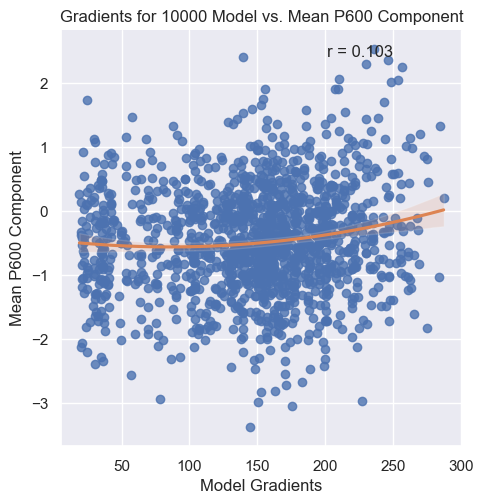 Gradients for 10000 Model vs. Mean P600 Component
r = 0.103
2
1
0
−1
−2
−3
Mean P600 Component
50 100 150 200 250 300
Model Gradients